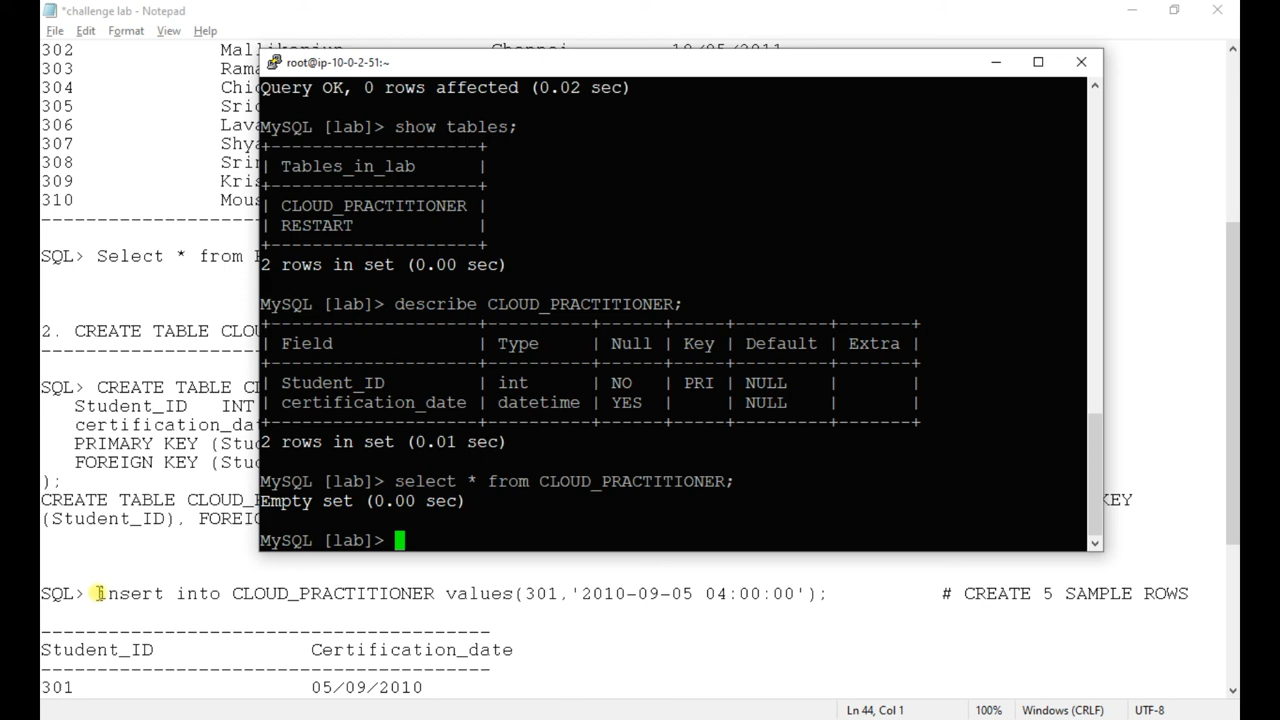 *challenge lab - Notepad
File Edit Format View Help
302 Chennai 10/05/2011
303
304
305
306
307
308
309
310
----------------------------
SQL> Select * from
2. CREATE TABLE CLOU
----------------------------
SQL> CREATE TABLE CL
Student_ID INT
certification_da
PRIMARY KEY (Stu
FOREIGN KEY (Stu
);
CREATE TABLE CLOUD_ KEY
(Student_ID), FOREIG
root@ip-10-0-2-51:~
Query OK, 0 rows affected (0.02 sec)
MySQL [lab]> show tables;
+--------------------+
| Tables_in_lab |
+--------------------+
| CLOUD_PRACTITIONER |
| RESTART |
+--------------------+
2 rows in set (0.00 sec)
MySQL [lab]> describe CLOUD_PRACTITIONER;
+--------------------+----------+------+-----+---------+-------+
| Field | Type | Null | Key | Default | Extra |
+--------------------+----------+------+-----+---------+-------+
| Student_ID | int | NO | PRI | NULL | |
| certification_date | datetime | YES | | NULL | |
+--------------------+----------+------+-----+---------+-------+
2 rows in set (0.01 sec)
MySQL [lab]> select * from CLOUD_PRACTITIONER;
Empty set (0.00 sec)
MySQL [lab]>
SQL> insert into CLOUD_PRACTITIONER values(301,'2010-09-05 04:00:00'); # CREATE 5 SAMPLE ROWS
------------------------------------------
Student_ID Certification_date
------------------------------------------
301 05/09/2010
Ln 44, Col 1 100% Windows (CRLF) UTF-8